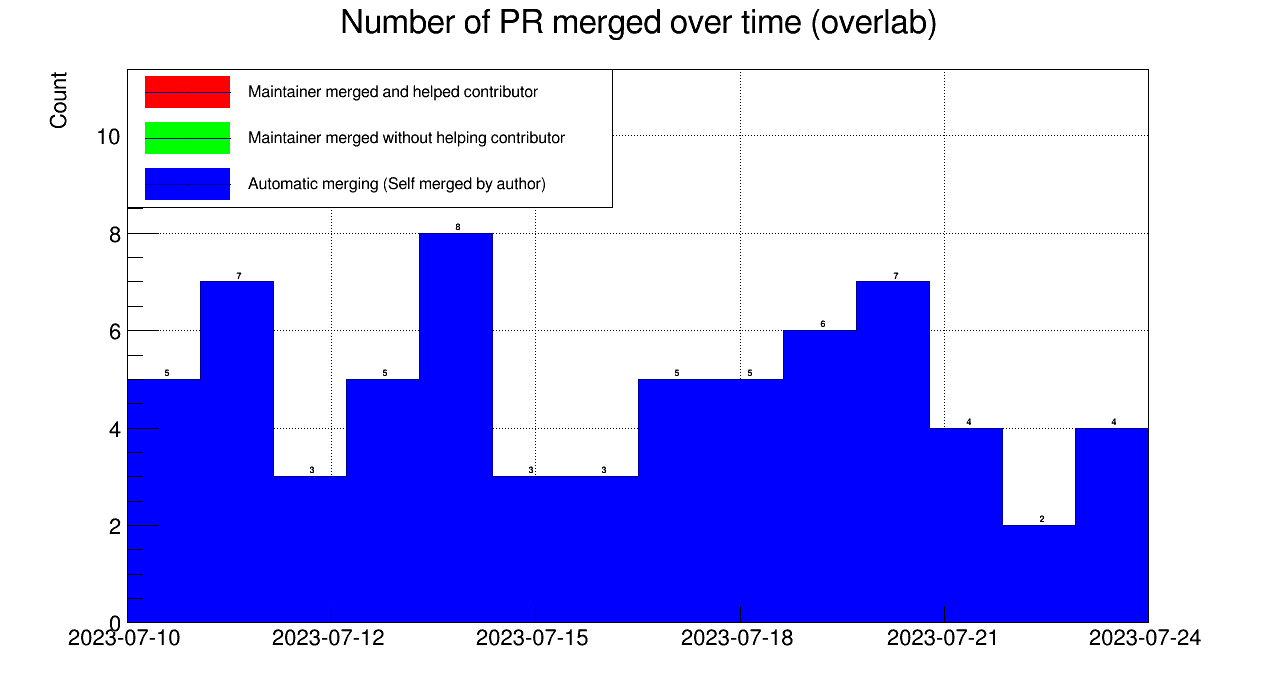 Number of PR merged over time (overlab)
Count
Maintainer merged and helped contributor
Maintainer merged without helping contributor
Automatic merging (Self merged by author)
10
8
6
4
2
0
5 7 3 5 8 3 3 5 5 6 7 4 2 4
2023-07-10 2023-07-12 2023-07-15 2023-07-18 2023-07-21 2023-07-24